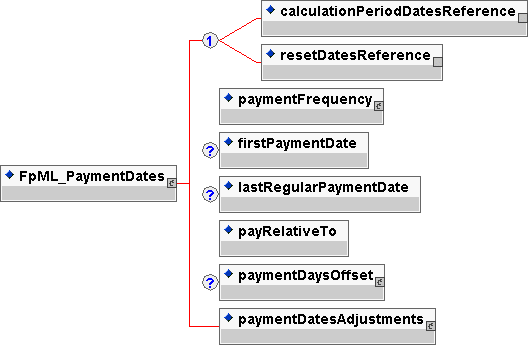 calculationPeriodDatesReference
1
resetDatesReference
paymentFrequency
e
? firstPaymentDate
? lastRegularPaymentDate
FpML_PaymentDates
e
payRelativeTo
? paymentDaysOffset
e
paymentDatesAdjustments
e